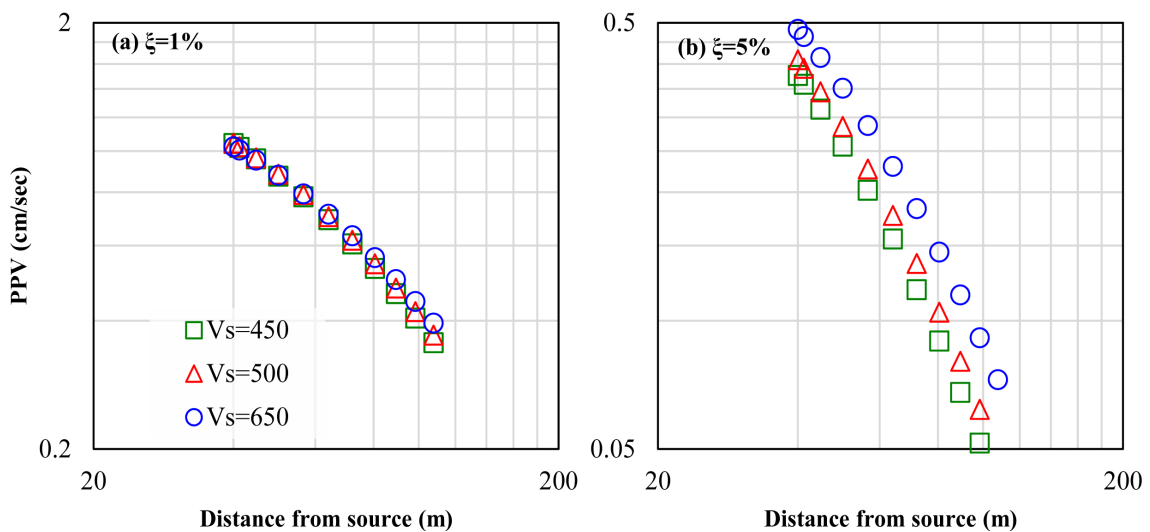 2
(a) ξ=1%
PPV (cm/sec)
Vs=450
Vs=500
Vs=650
0.2
20
200
Distance from source (m)
0.5
(b) ξ=5%
0.05
20
200
Distance from source (m)